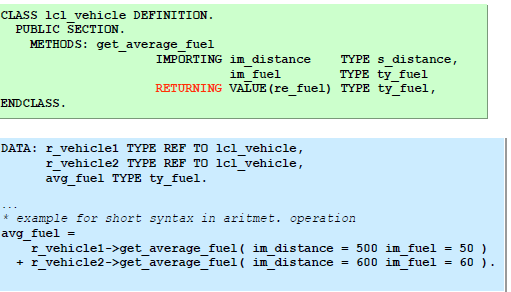 CLASS lcl_vehicle DEFINITION.
PUBLIC SECTION.
METHODS: get_average_fuel
IMPORTING im_distance TYPE s_distance,
im_fuel TYPE ty_fuel
RETURNING VALUE(re_fuel) TYPE ty_fuel,
ENDCLASS.
DATA: r_vehicle1 TYPE REF TO lcl_vehicle,
r_vehicle2 TYPE REF TO lcl_vehicle,
avg_fuel TYPE ty_fuel.
...
* example for short syntax in aritmet. operation
avg_fuel =
r_vehicle1->get_average_fuel( im_distance = 500 im_fuel = 50 )
+ r_vehicle2->get_average_fuel( im_distance = 600 im_fuel = 60 ).